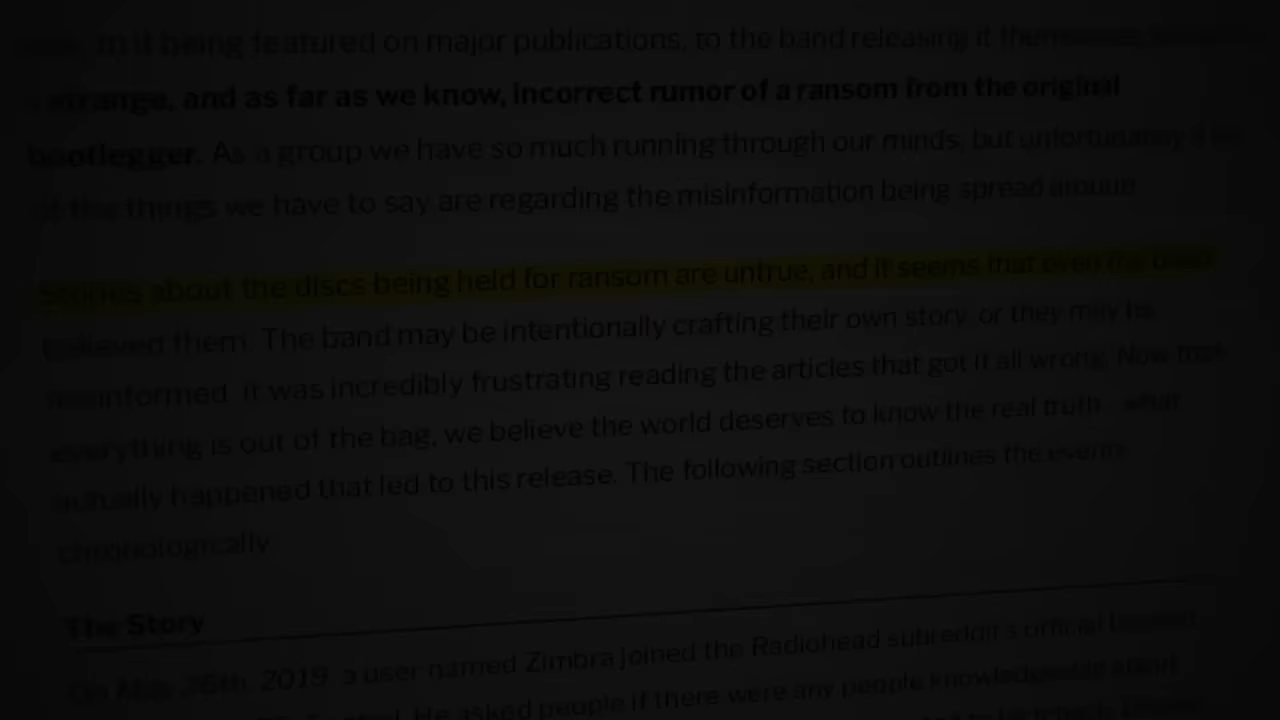 to it being featured on major publications, to the band releasing it themselves
strange, and as far as we know, incorrect rumor of a ransom from the original
bootlegger. As a group we have so much running through our minds, but unfortunately
of the things we have to say are regarding the misinformation being spread around
Stories about the discs being held for ransom are untrue, and it seems that even the band
believed them. The band may be intentionally crafting their own story, or they may be
misinformed. It was incredibly frustrating reading the articles that got it all wrong. Now that
everything is out of the bag, we believe the world deserves to know the real truth - what
actually happened that led to this release. The following section outlines the events
chronologically.
The Story
On May 26th, 2019, a user named Zimbra joined the Radiohead subreddit's official Discord
He asked people if there were any people knowledgeable about